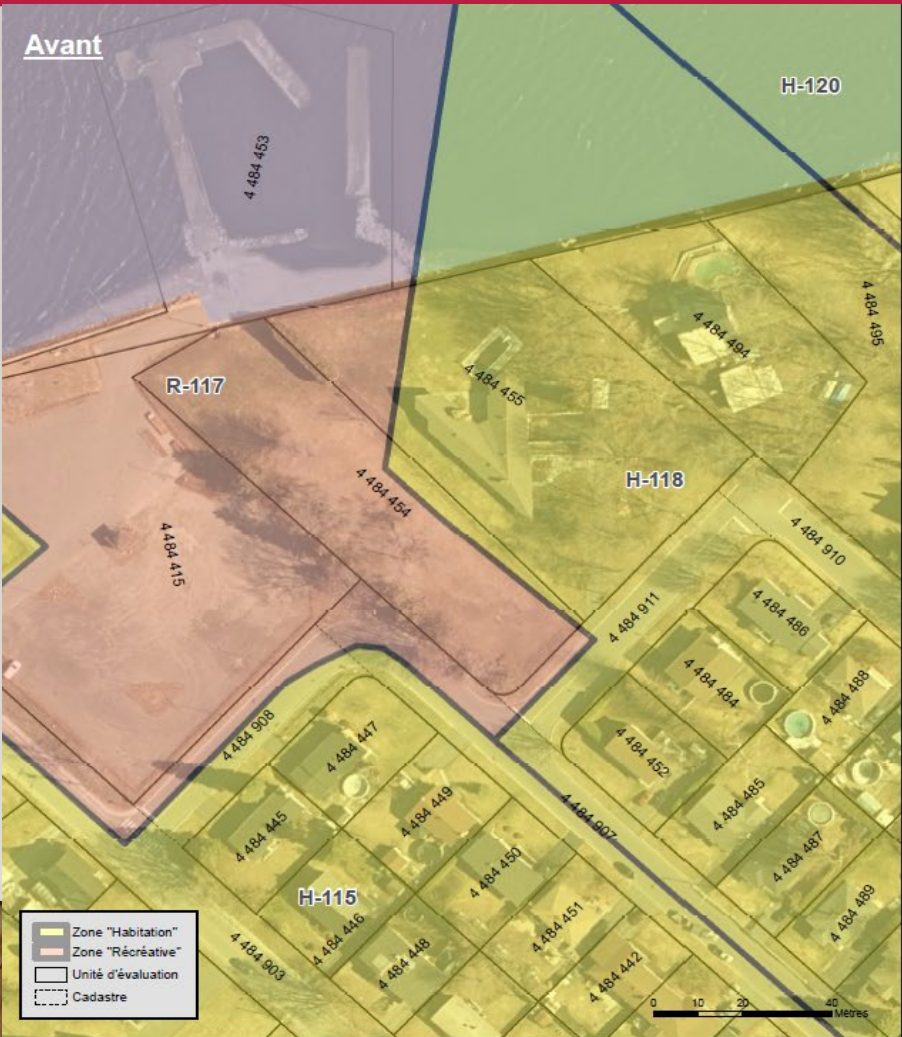 Avant
H-120
4 484 453
4 484 495
4 484 494
R-117
4 484 455
H-118
4 484 454
4 484 910
4 484 415
4 484 911
4 484 486
4 484 484
4 484 488
4 484 908
4 484 447
4 484 452
4 484 485
4 484 449
4 484 445
4 484 907
4 484 487
4 484 450
H-115
4 484 489
4 484 446
4 484 451
4 484 903
4 484 448
4 484 442
Zone "Habitation"
Zone "Récréative"
Unité d'évaluation
Cadastre
0 10 20 40
Mètres